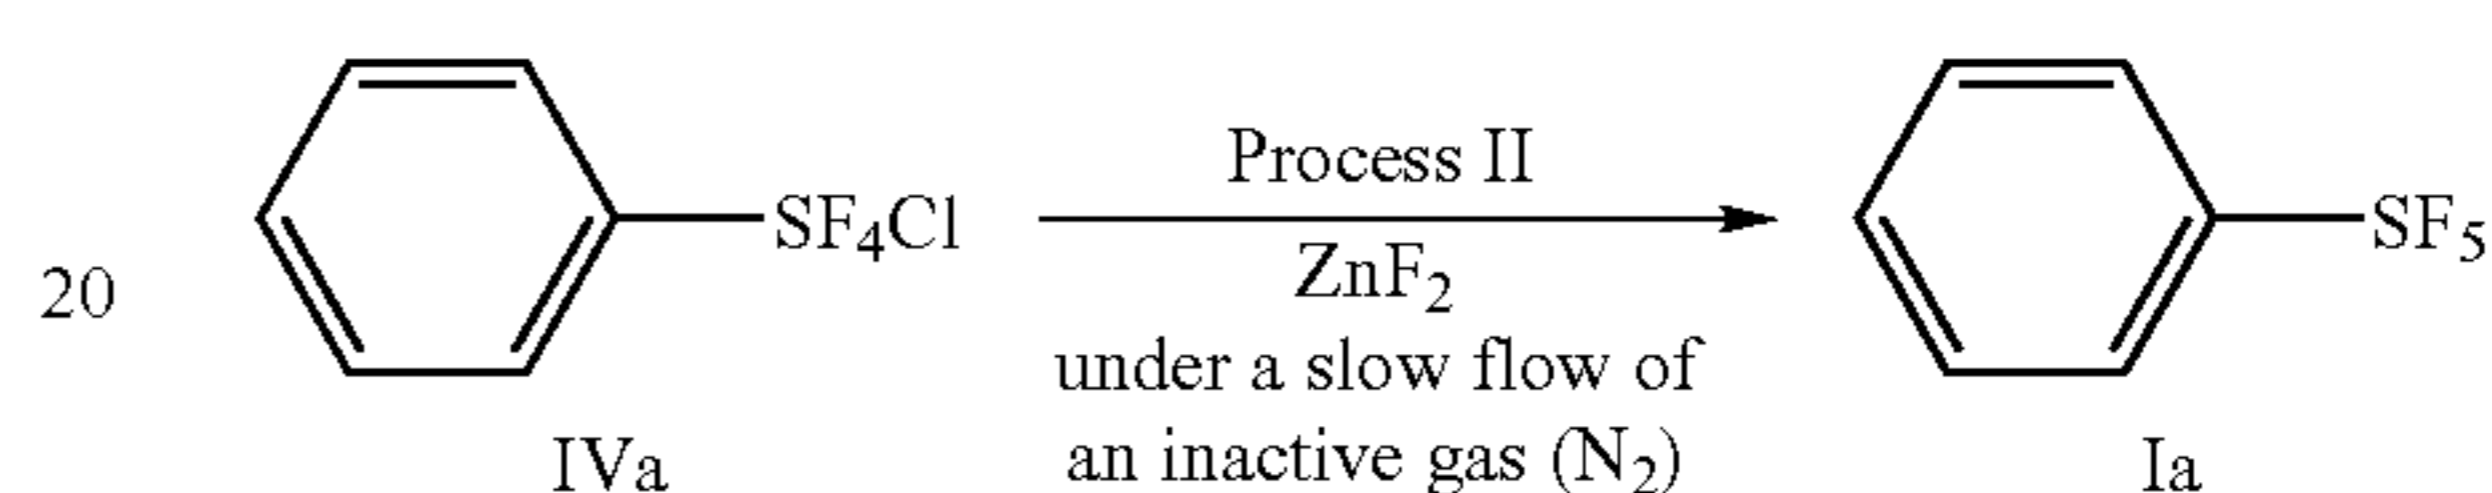 Process II
SF₄Cl
ZnF₂
SF₅
20
under a slow flow of
an inactive gas (N₂)
IVa
Ia